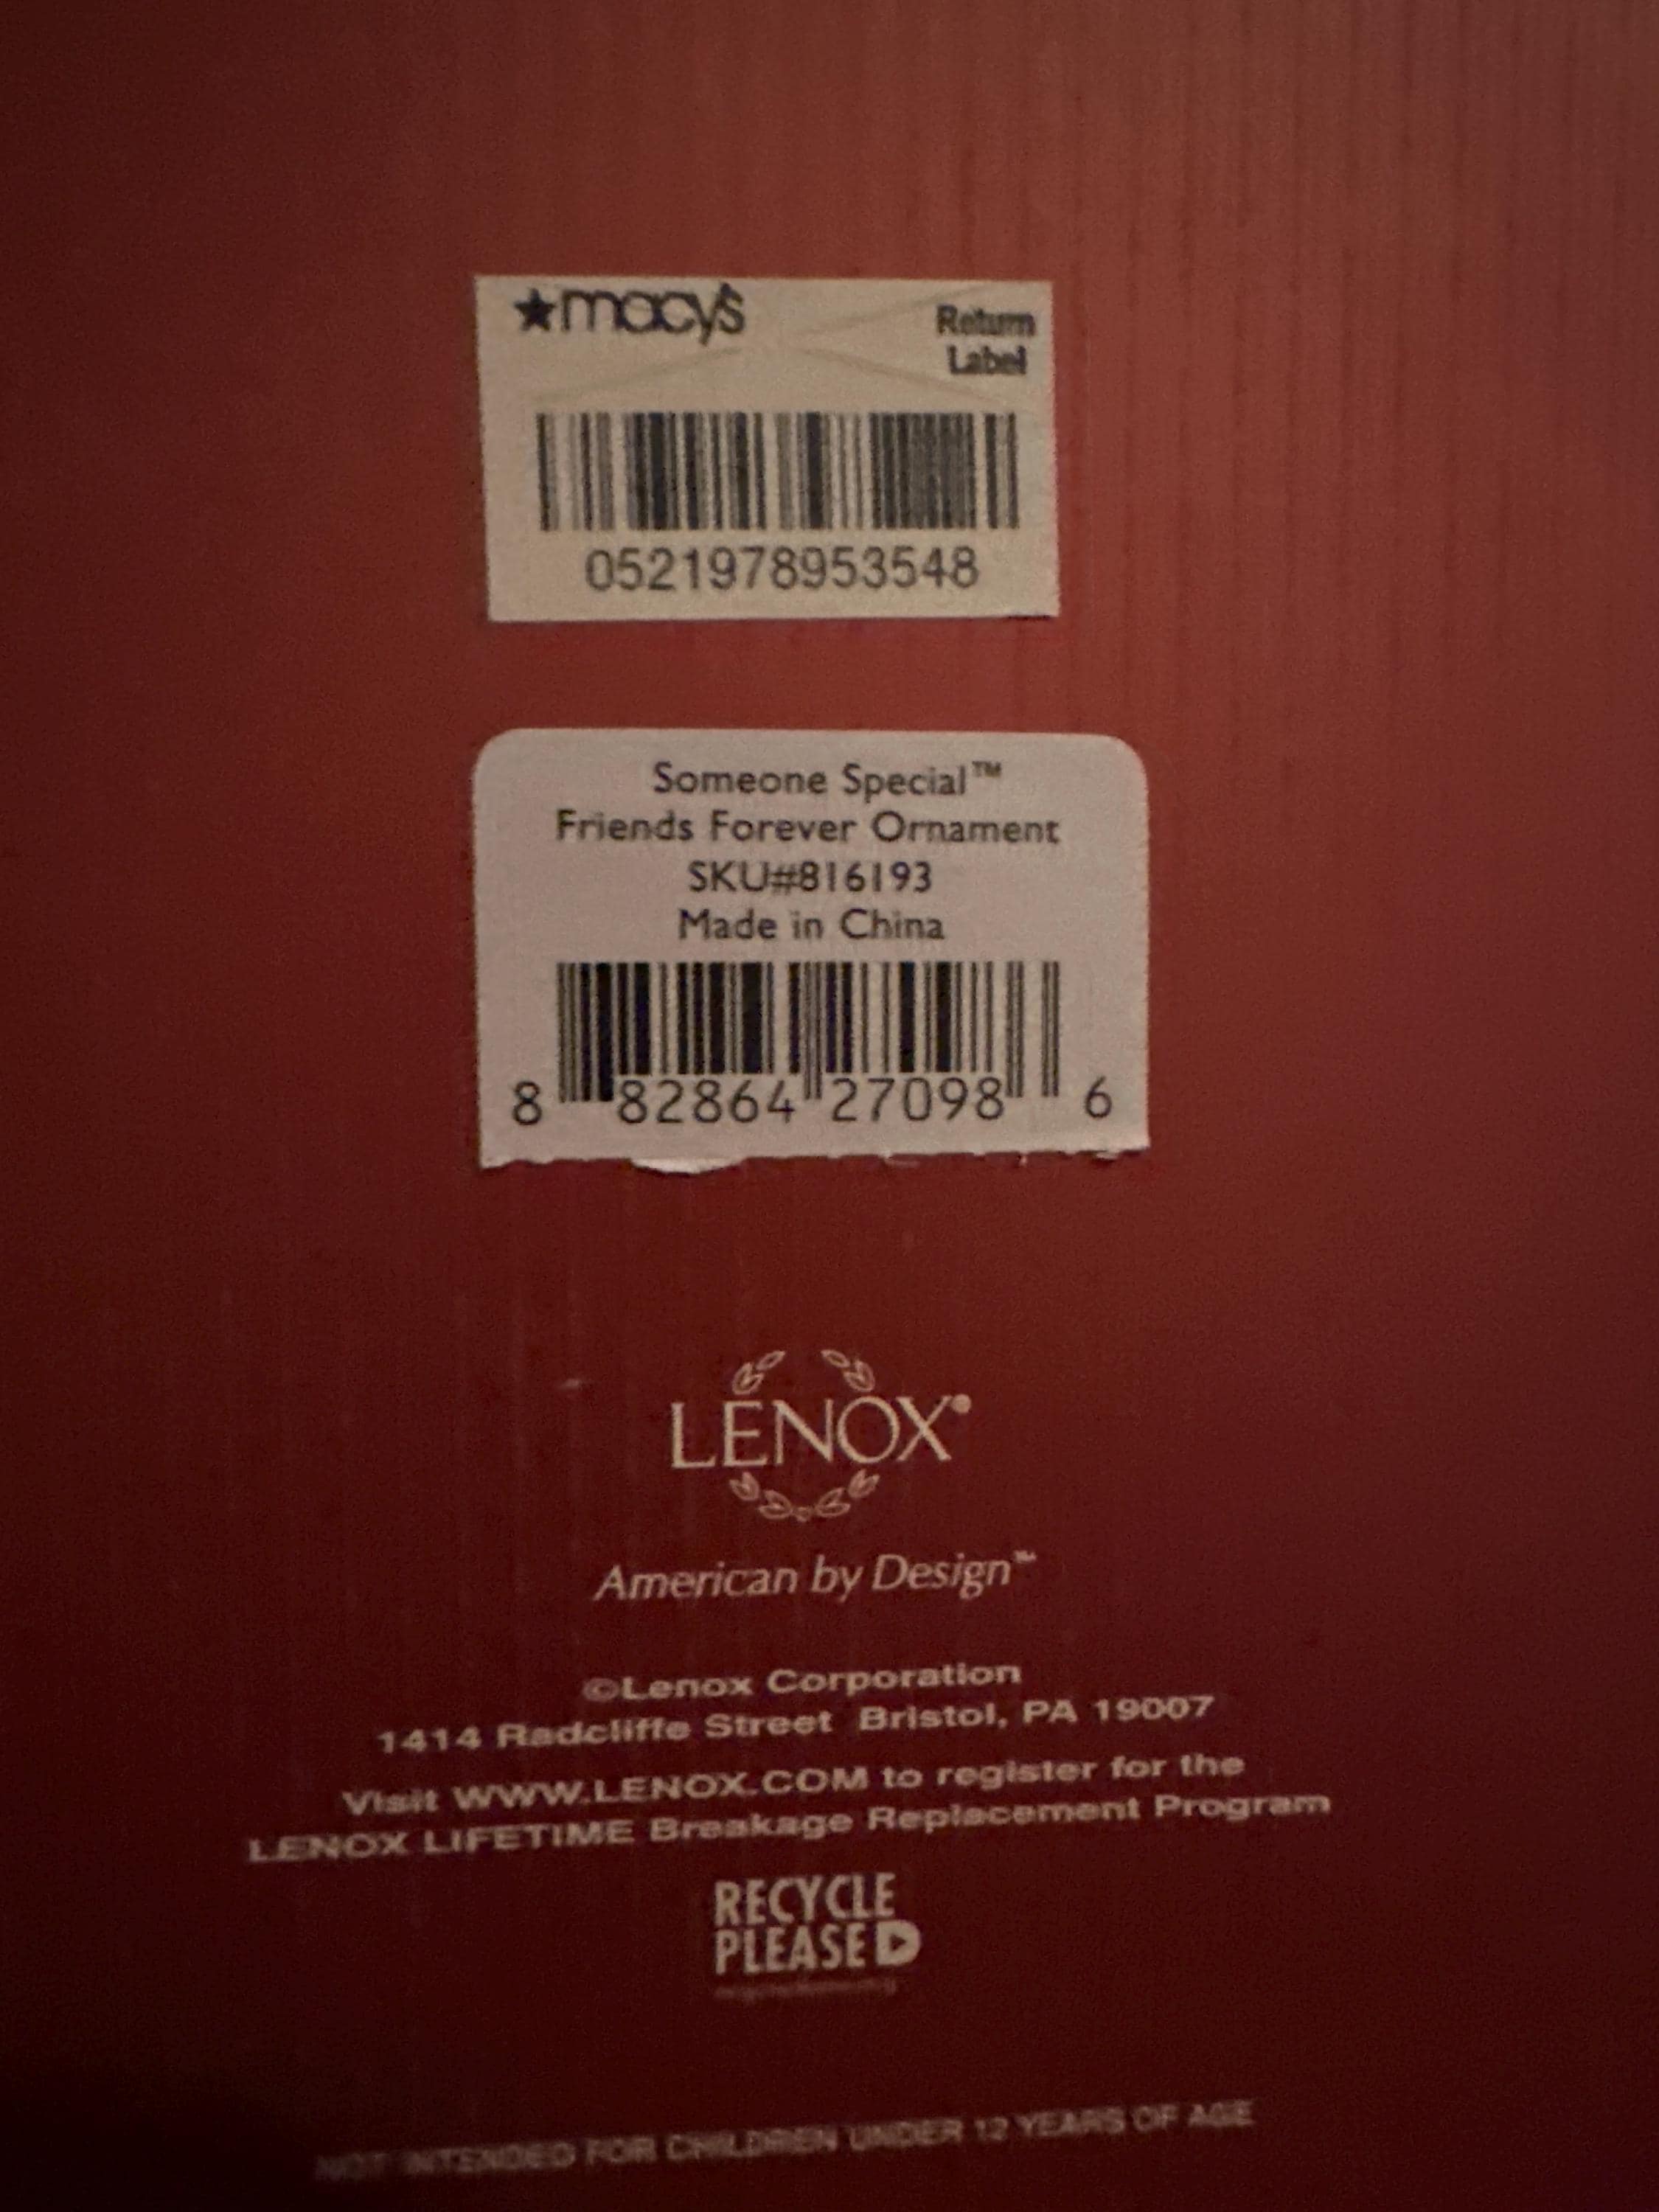 ★macy's
Return
Label
0521978953548
Someone Special™
Friends Forever Ornament
SKU#816193
Made in China
8 82864 27098 6
LENOX®
American by Design™
©Lenox Corporation
1414 Radcliffe Street Bristol, PA 19007
Visit WWW.LENOX.COM to register for the
LENOX LIFETIME Breakage Replacement Program
RECYCLE
PLEASE
NOT INTENDED FOR CHILDREN UNDER 12 YEARS OF AGE